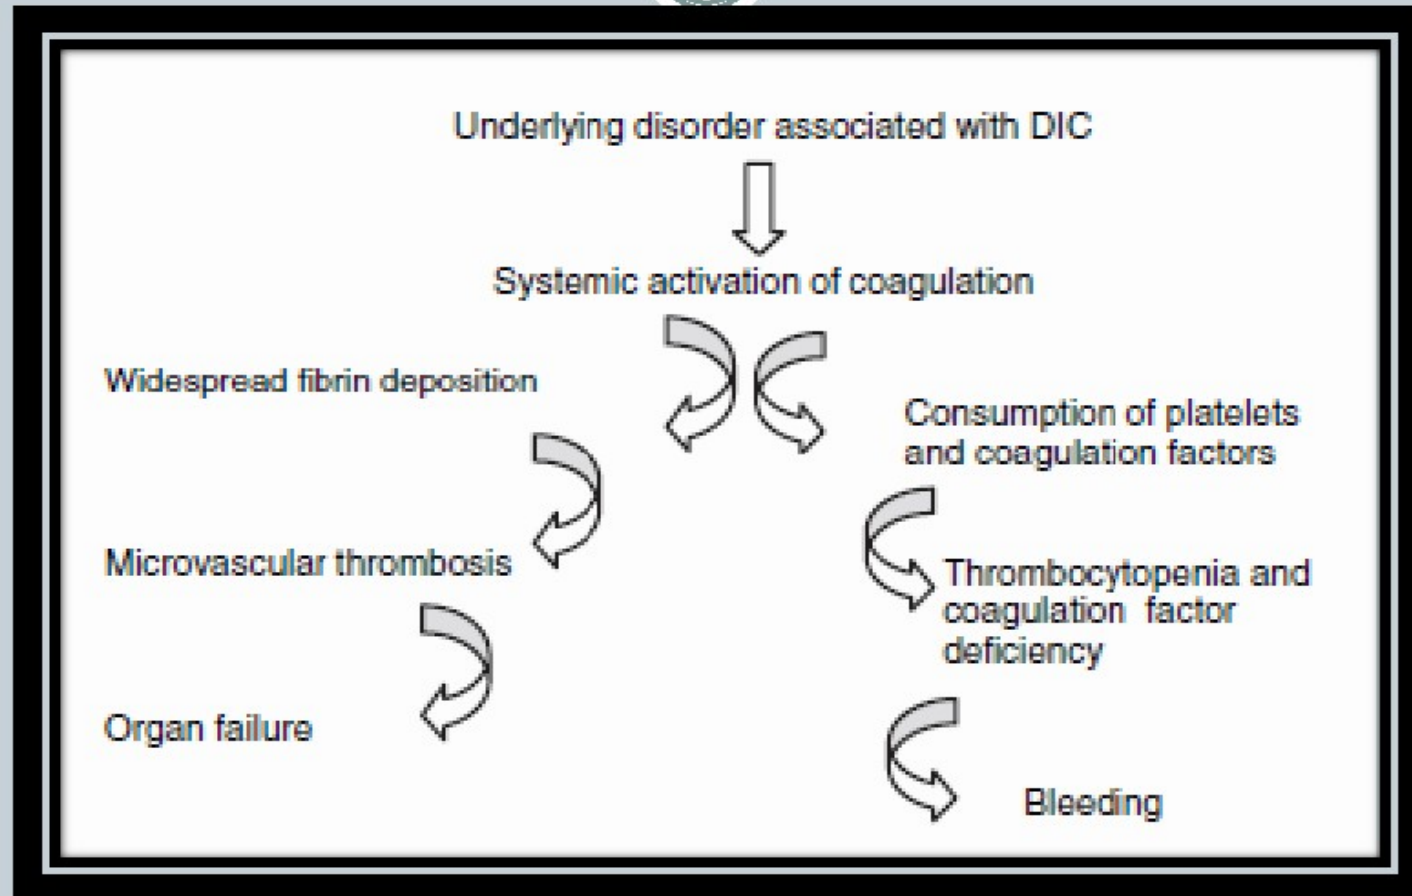 Underlying disorder associated with DIC
Systemic activation of coagulation
Widespread fibrin deposition
Microvascular thrombosis
Organ failure
Consumption of platelets
and coagulation factors
Thrombocytopenia and
coagulation factor
deficiency
Bleeding